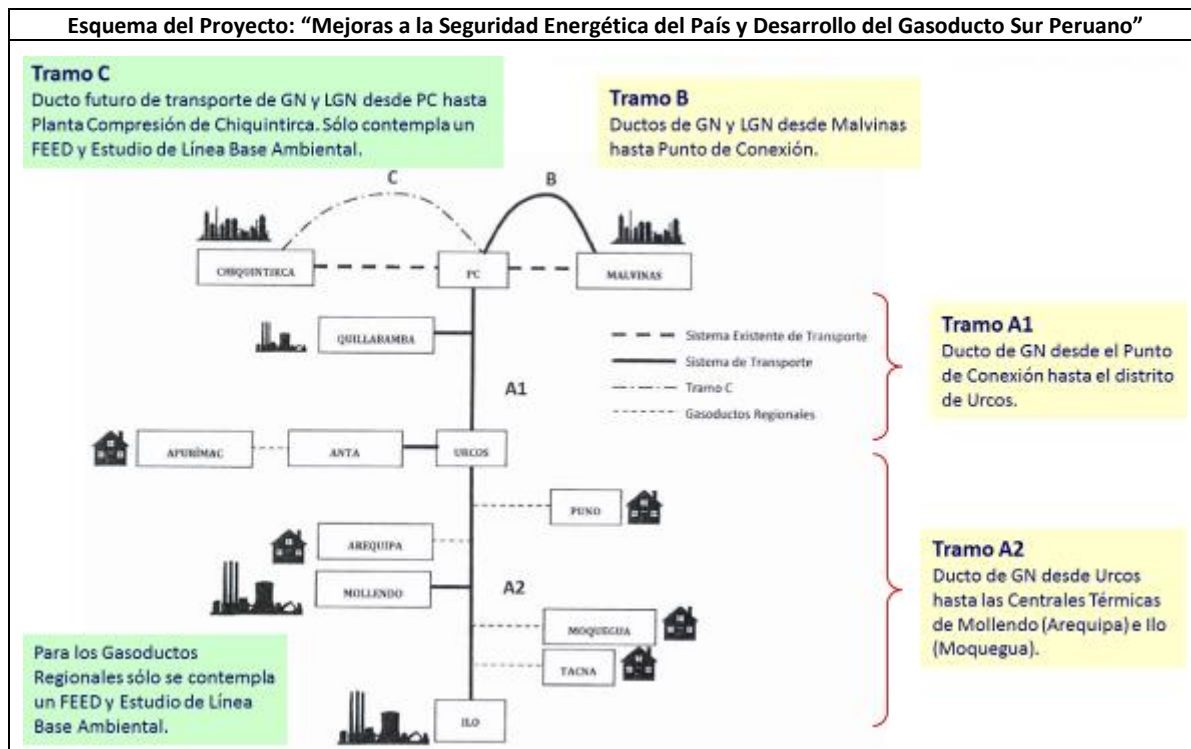 Esquema del Proyecto: “Mejoras a la Seguridad Energética del País y Desarrollo del Gasoducto Sur Peruano”
Tramo C
Ducto futuro de transporte de GN y LGN desde PC hasta
Planta Compresión de Chiquintirca. Sólo contempla un
FEED y Estudio de Línea Base Ambiental.
Tramo B
Ductos de GN y LGN desde Malvinas
hasta Punto de Conexión.
C
B
CHIQUINTIRCA
PC
MALVINAS
QUILLABAMBA
Sistema Existente de Transporte
Sistema de Transporte
Tramo C
Gasoductos Regionales
A1
Tramo A1
Ducto de GN desde el Punto
de Conexión hasta el distrito
de Urcos.
APURÍMAC
ANTA
URCOS
PUNO
AREQUIPA
MOLLENDO
A2
MOQUEGUA
TACNA
ILO
Tramo A2
Ducto de GN desde Urcos
hasta las Centrales Térmicas
de Mollendo (Arequipa) e Ilo
(Moquegua).
Para los Gasoductos
Regionales sólo se contempla
un FEED y Estudio de Línea
Base Ambiental.